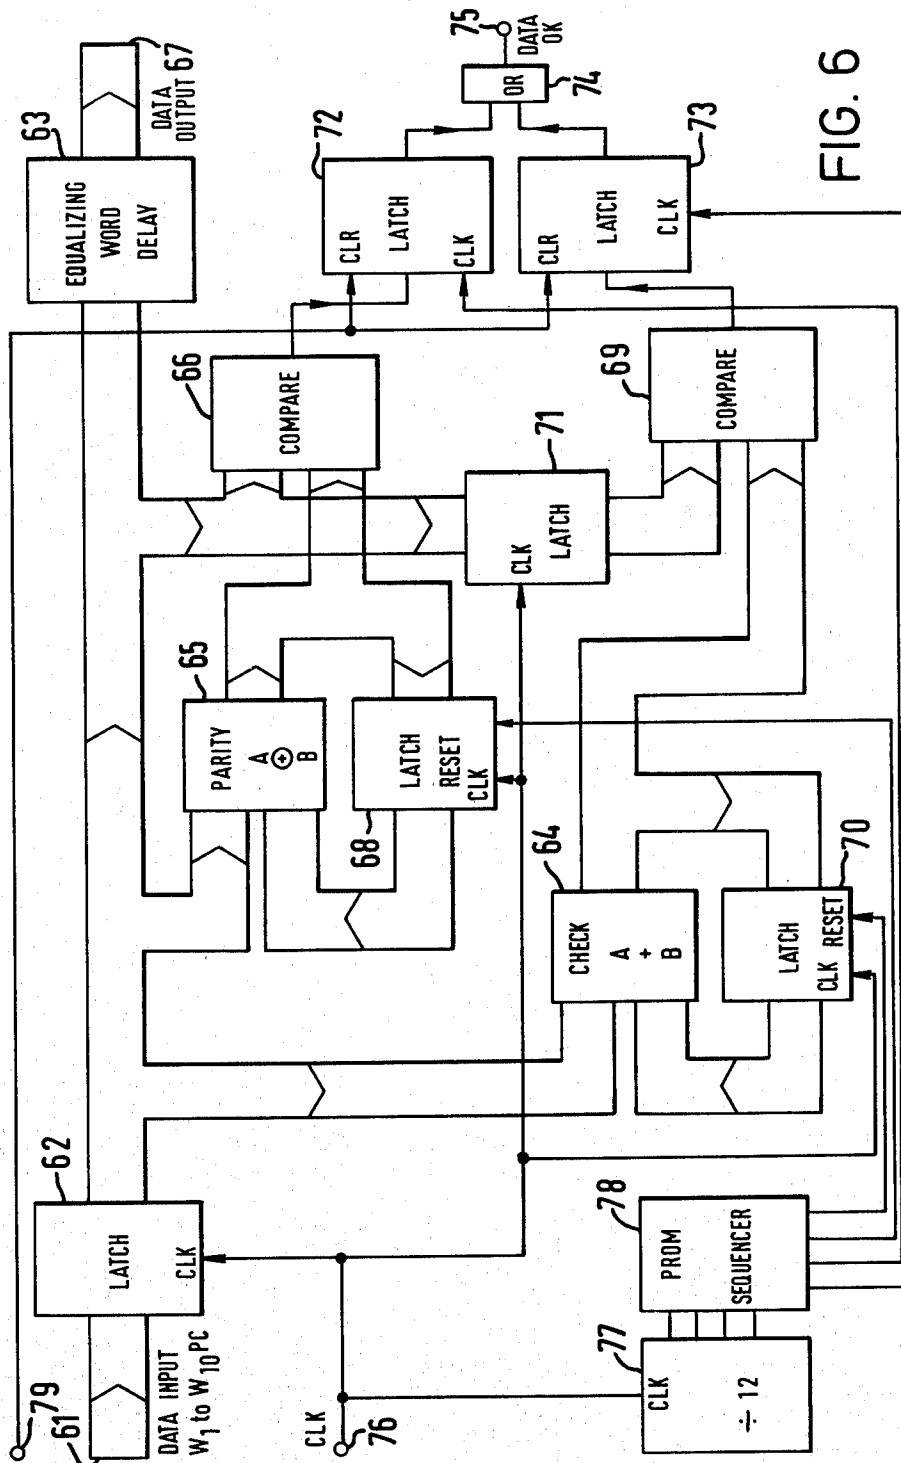 79
61
DATA INPUT
W1 to W10PC
62
LATCH
CLK
63
EQUALIZING
WORD
DELAY
DATA
OUTPUT 67
65
PARITY
A
⊕
B
68
LATCH
RESET
CLK
66
COMPARE
72
CLR
LATCH
CLK
OR
74
75
DATA
OK
71
CLK
LATCH
64
CHECK
A
+
B
70
LATCH
CLK RESET
69
COMPARE
73
CLR
LATCH
CLK
CLK
76
77
CLK
÷ 12
78
PROM
SEQUENCER
FIG. 6